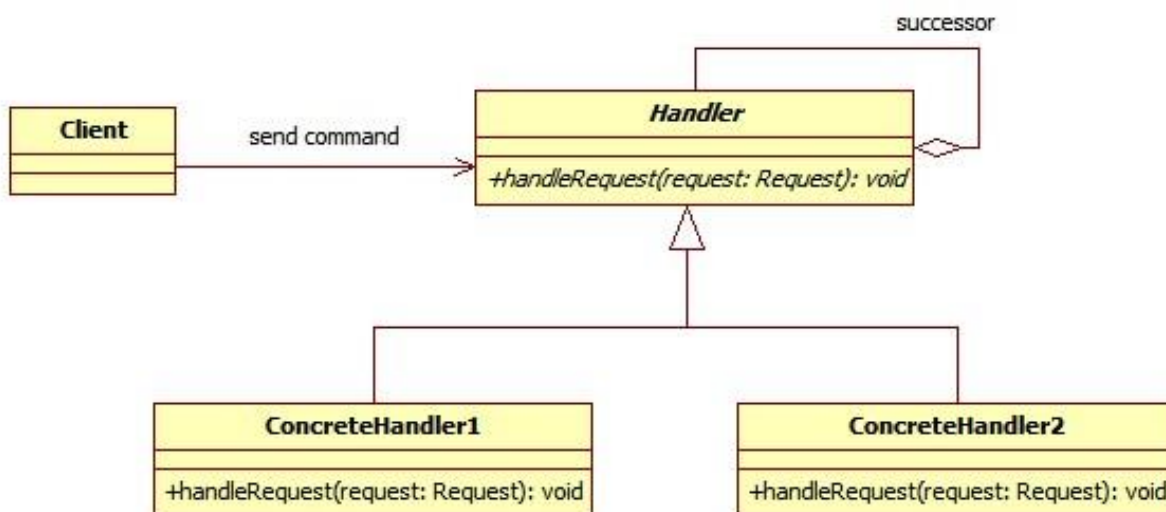 successor
Handler
Client
send command
+handleRequest(request: Request): void
ConcreteHandler1
+handleRequest(request: Request): void
ConcreteHandler2
+handleRequest(request: Request): void